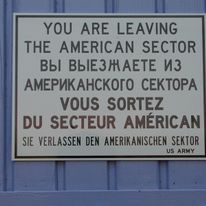 YOU ARE LEAVING
THE AMERICAN SECTOR
ВЫ ВЫЕЗЖАЕТЕ ИЗ
АМЕРИКАНСКОГО СЕКТОРА
VOUS SORTEZ
DU SECTEUR AMÉRICAN
SIE VERLASSEN DEN AMERIKANISCHEN SEKTOR
US ARMY